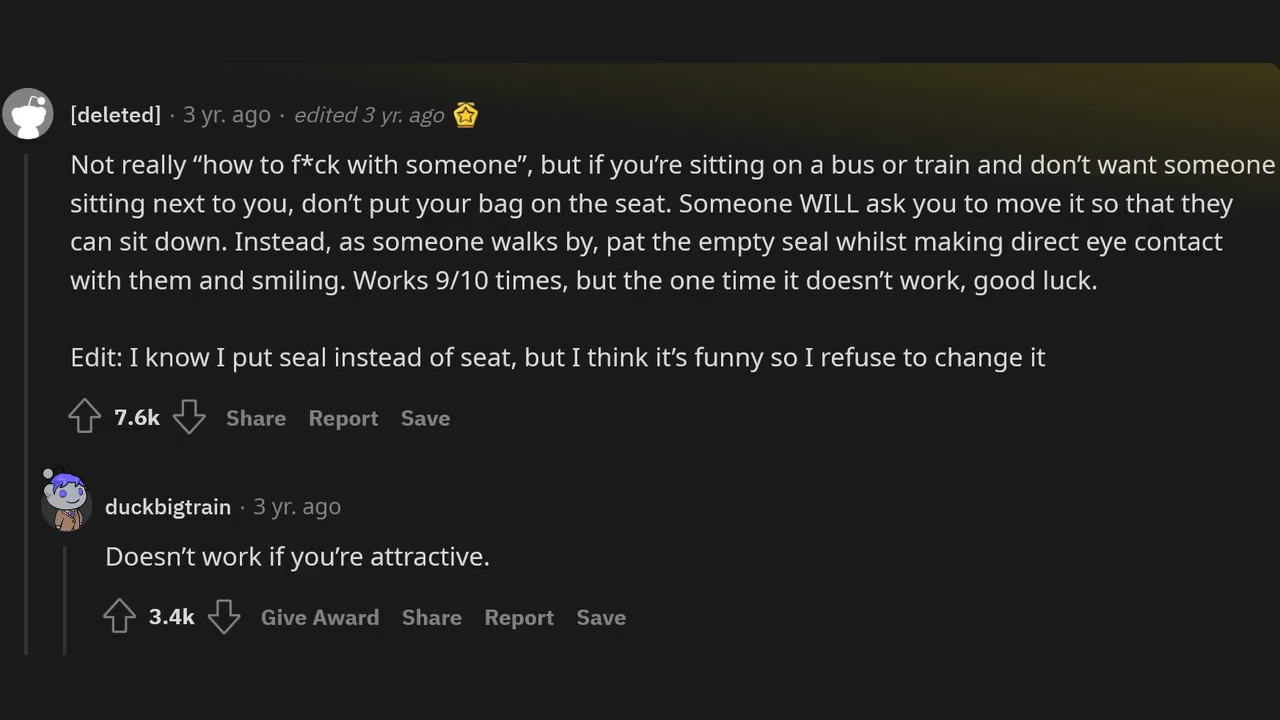 [deleted] · 3 yr. ago · edited 3 yr. ago
Not really “how to f*ck with someone”, but if you’re sitting on a bus or train and don’t want someone
sitting next to you, don’t put your bag on the seat. Someone WILL ask you to move it so that they
can sit down. Instead, as someone walks by, pat the empty seal whilst making direct eye contact
with them and smiling. Works 9/10 times, but the one time it doesn’t work, good luck.
Edit: I know I put seal instead of seat, but I think it’s funny so I refuse to change it
7.6k Share Report Save
duckbigtrain · 3 yr. ago
Doesn’t work if you’re attractive.
3.4k Give Award Share Report Save